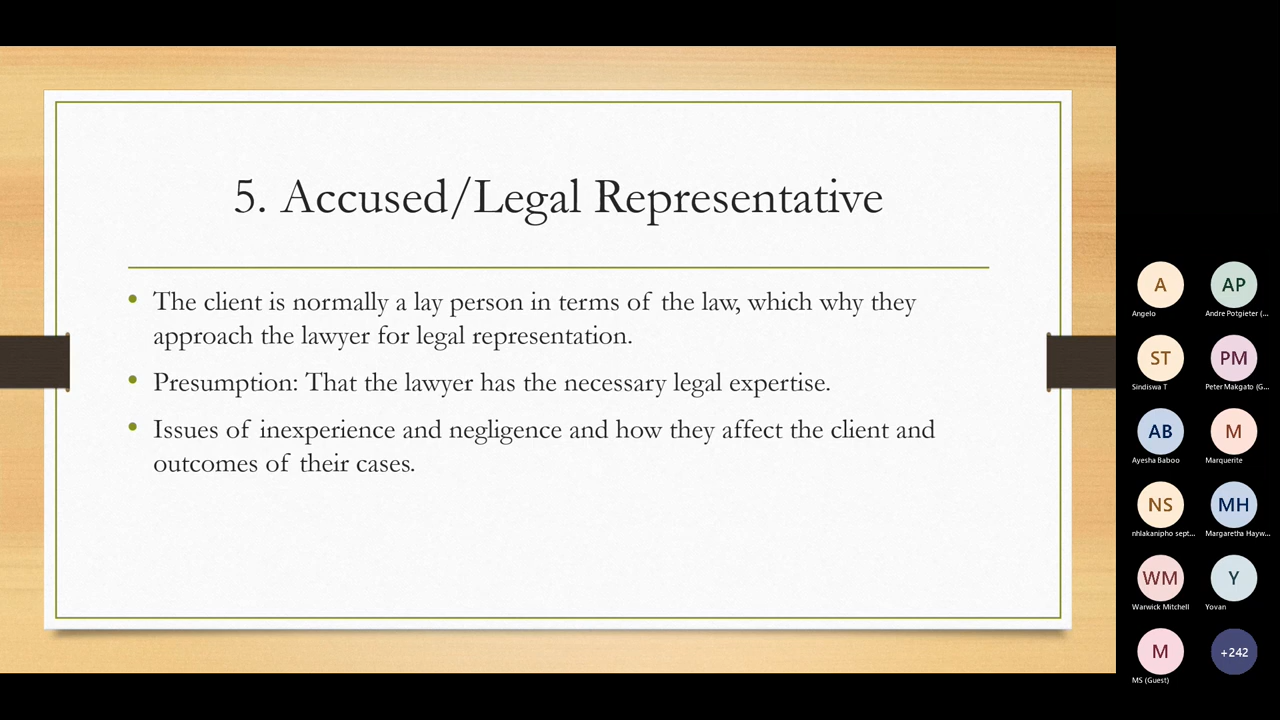 5. Accused/Legal Representative
• The client is normally a lay person in terms of the law, which why they
approach the lawyer for legal representation.
• Presumption: That the lawyer has the necessary legal expertise.
• Issues of inexperience and negligence and how they affect the client and
outcomes of their cases.
A
Angelo
AP
Andre Potgieter (...
ST
Sindiswa T
PM
Peter Makgato (G...
AB
Ayesha Baboo
M
Marquerite
NS
nhlakanipho sept...
MH
Margaretha Hayw...
WM
Warwick Mitchell
Y
Yovan
M
MS (Guest)
+242